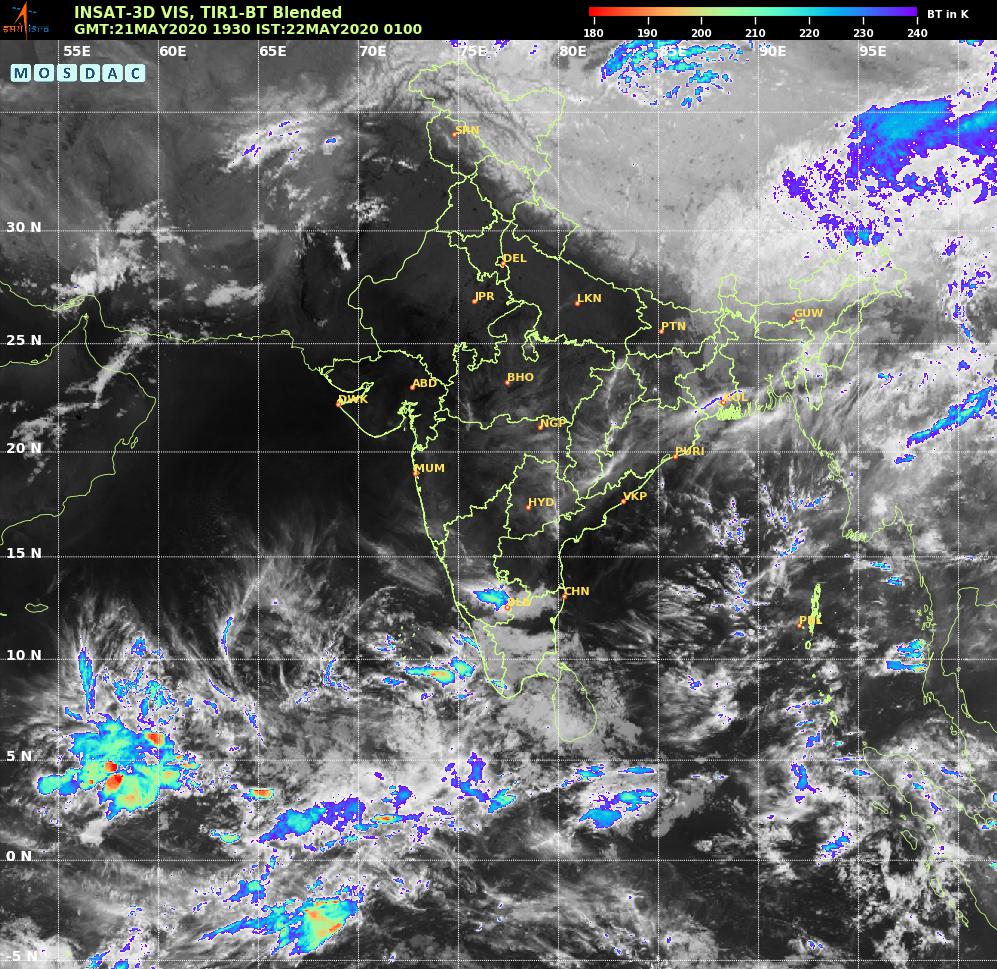 INSAT-3D VIS, TIR1-BT Blended
GMT:21MAY2020 1930 IST:22MAY2020 0100
BT in K
180 190 200 210 220 230 240
55E 60E 65E 70E 75E 80E 85E 90E 95E
MOSDAC
SRN
30 N
DEL
JPR LKN
GUW
PTN
25 N
BHO
ABD
DWK KOL
NGP
20 N PURI
MUM
VKP
HYD
15 N
CHN
BLR
PBL
10 N
5 N
0 N
-5 N